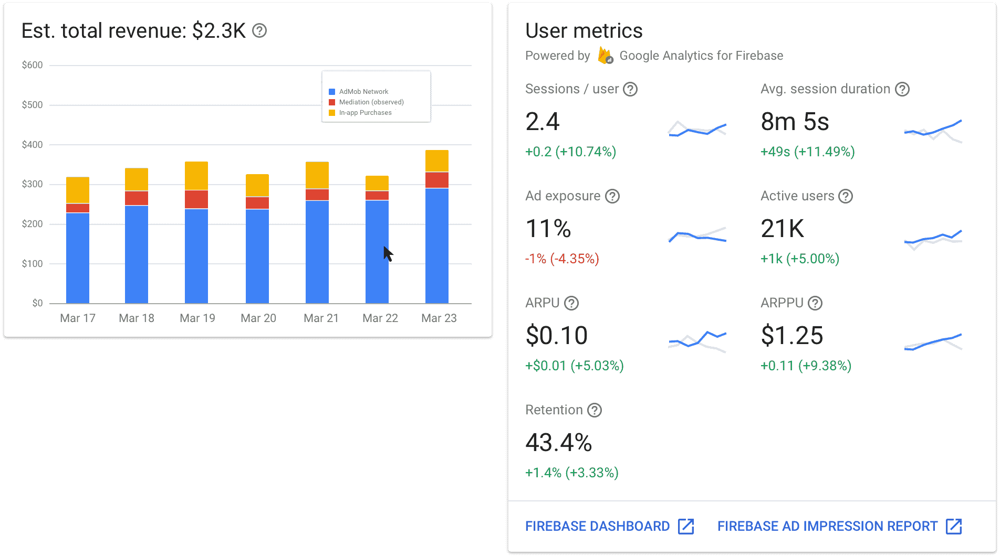 Est. total revenue: $2.3K
$600
$500
$400
$300
$200
$100
$0
AdMob Network
Mediation (observed)
In-app Purchases
Mar 17 Mar 18 Mar 19 Mar 20 Mar 21 Mar 22 Mar 23
User metrics
Powered by Google Analytics for Firebase
Sessions / user
2.4
+0.2 (+10.74%)
Avg. session duration
8m 5s
+49s (+11.49%)
Ad exposure
11%
-1% (-4.35%)
Active users
21K
+1k (+5.00%)
ARPU
$0.10
+$0.01 (+5.03%)
ARPPU
$1.25
+0.11 (+9.38%)
Retention
43.4%
+1.4% (+3.33%)
FIREBASE DASHBOARD
FIREBASE AD IMPRESSION REPORT